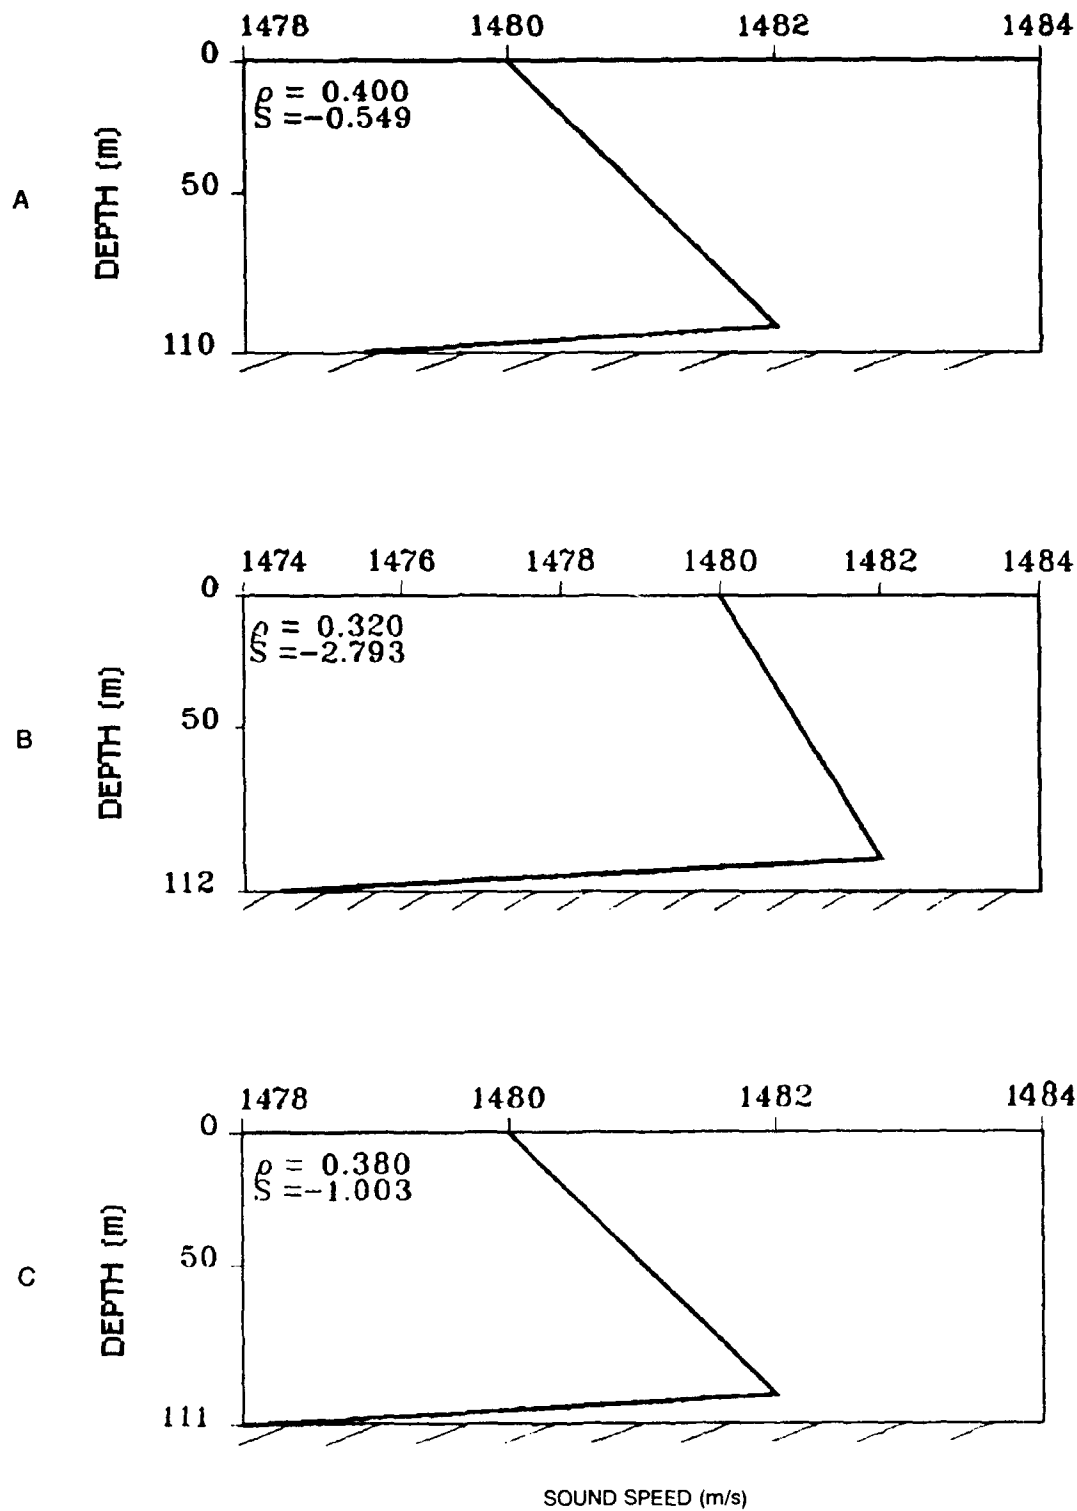 1478 1480 1482 1484
0
ρ = 0.400
S =-0.549
50
110
DEPTH (m)
A
1474 1476 1478 1480 1482 1484
0
ρ = 0.320
S =-2.793
50
112
DEPTH (m)
B
1478 1480 1482 1484
0
ρ = 0.380
S =-1.003
50
111
DEPTH (m)
C
SOUND SPEED (m/s)